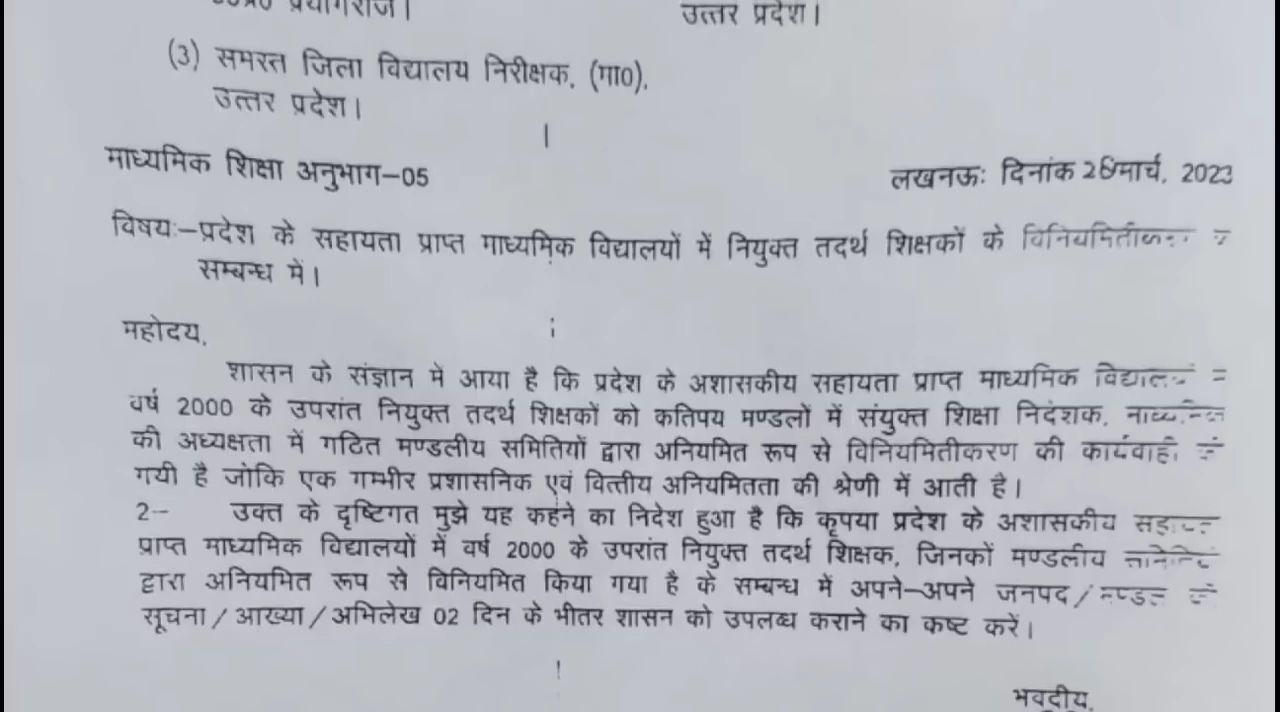 प्रयागराज।
उत्तर प्रदेश।
(3) समस्त जिला विद्यालय निरीक्षक, (मा0),
उत्तर प्रदेश।
माध्यमिक शिक्षा अनुभाग-05
लखनऊः दिनांक 28मार्च, 2023
विषयः-प्रदेश के सहायता प्राप्त माध्यमिक विद्यालयों में नियुक्त तदर्थ शिक्षकों के
सम्बन्ध में।
महोदय,
शासन के संज्ञान में आया है कि प्रदेश के अशासकीय सहायता प्राप्त माध्यमिक
वर्ष 2000 के उपरांत नियुक्त तदर्थ शिक्षकों को कतिपय मण्डलों में संयुक्त शिक्षा निदेशक,
की अध्यक्षता में गठित मण्डलीय समितियों द्वारा अनियमित रूप से विनियमितीकरण की कार्यवाही
गयी है जोकि एक गम्भीर प्रशासनिक एवं वित्तीय अनियमितता की श्रेणी में आती है।
2- उक्त के दृष्टिगत मुझे यह कहने का निदेश हुआ है कि कृपया प्रदेश के अशासकीय
प्राप्त माध्यमिक विद्यालयों में वर्ष 2000 के उपरांत नियुक्त तदर्थ शिक्षक, जिनकों मण्डलीय
द्वारा अनियमित रूप से विनियमित किया गया है के सम्बन्ध में अपने-अपने जनपद/
सूचना/आख्या/अभिलेख 02 दिन के भीतर शासन को उपलब्ध कराने का कष्ट करें।
भवदीय,